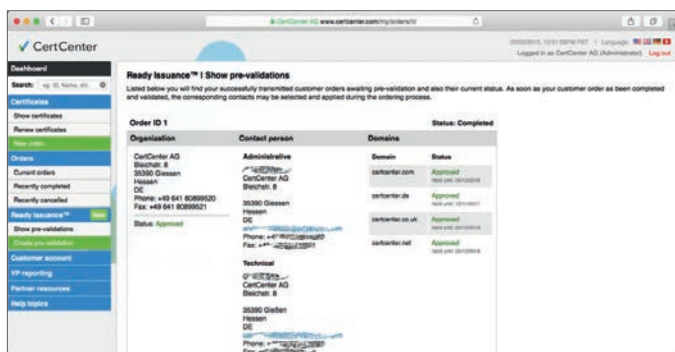 CertCenter AG www.certcenter.com/my/orders/ri/
CertCenter
Language:
Logged in as CertCenter AG (Administrator) Log out
Dashboard
Search: eg. ID, Name, etc.
Certificates
Show certificates
Renew certificates
New order...
Orders
Current orders
Recently completed
Recently cancelled
Ready Issuance™ New
Show pre-validations
Create pre-validation
Customer account
VP reporting
Partner resources
Help topics
Ready Issuance™ | Show pre-validations
Listed below you will find your successfully transmitted customer orders awaiting pre-validation and also their current status. As soon as your customer order as been completed
and validated, the corresponding contacts may be selected and applied during the ordering process.
Order ID 1 Status: Completed
Organization Contact person Domains
CertCenter AG
Bleichstr. 8
35390 Giessen
Hessen
DE
Phone: +49 641 80899520
Fax: +49 641 80899521
Status: Approved
Administrative
CertCenter AG
35390 Giessen
Hessen
DE
Phone:
Fax:
Technical
CertCenter AG
Bleichstr. 8
35390 Gießen
Hessen
DE
Phone:
Domain Status
certcenter.com Approved
certcenter.de Approved
certcenter.co.uk Approved
certcenter.net Approved